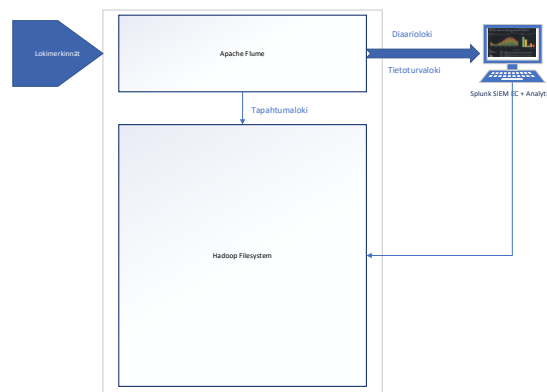 Lokimerkinnät
Apache Flume
Diaarioloki
Tietoturvaloki
Splunk SIEM EC + Analyt
Tapahtumaloki
Hadoop Filesystem